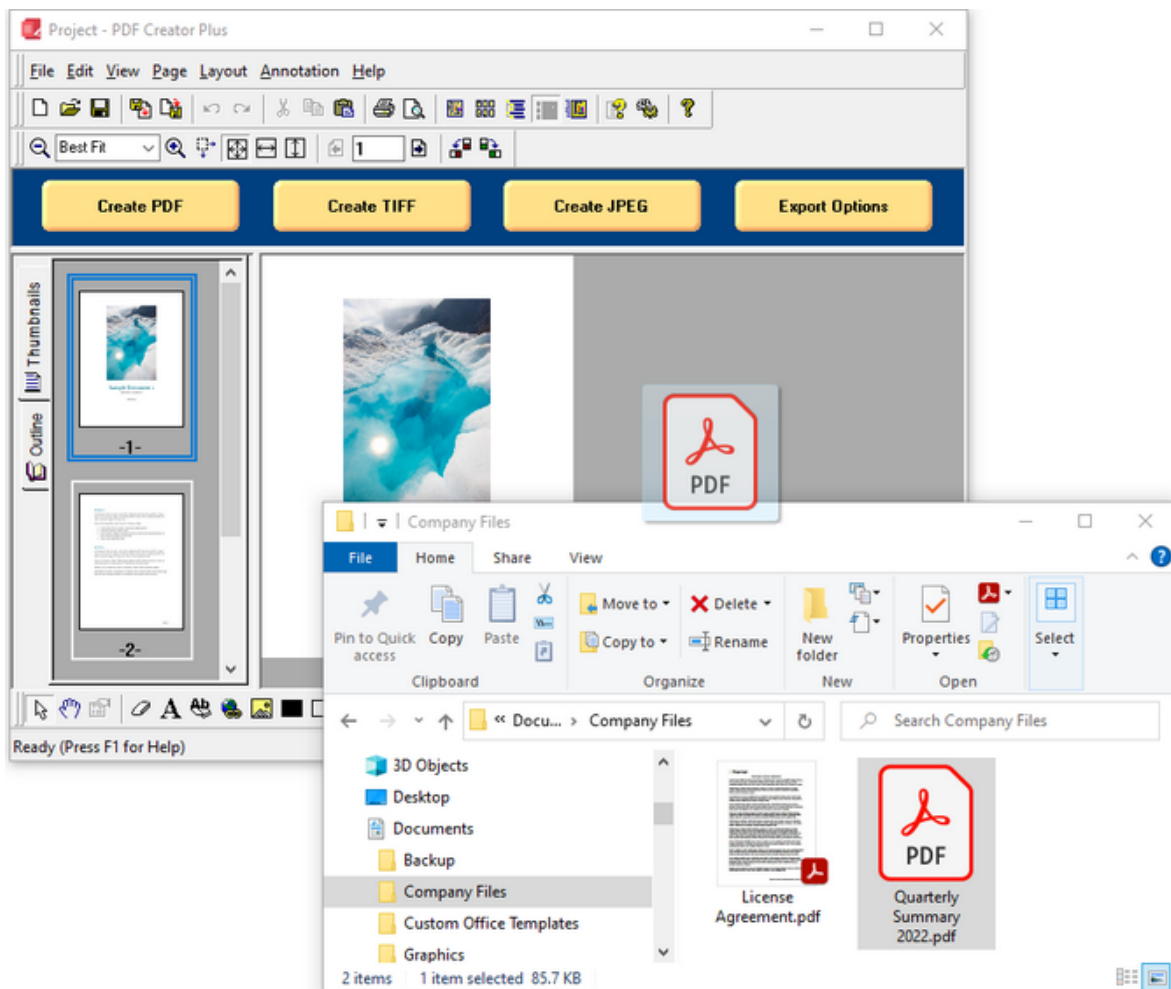 Project - PDF Creator Plus
File Edit View Page Layout Annotation Help
Best Fit
1
Create PDF
Create TIFF
Create JPEG
Export Options
Thumbnails
Outline
Sample Document 1
-1-
-2-
PDF
Ready (Press F1 for Help)
Company Files
File Home Share View
Pin to Quick access
Copy
Paste
Move to
Copy to
Delete
Rename
New folder
Properties
Select
Clipboard
Organize
New
Open
« Docu... › Company Files
Search Company Files
3D Objects
Desktop
Documents
Backup
Company Files
Custom Office Templates
Graphics
License
Agreement.pdf
PDF
Quarterly
Summary
2022.pdf
2 items
1 item selected 85.7 KB